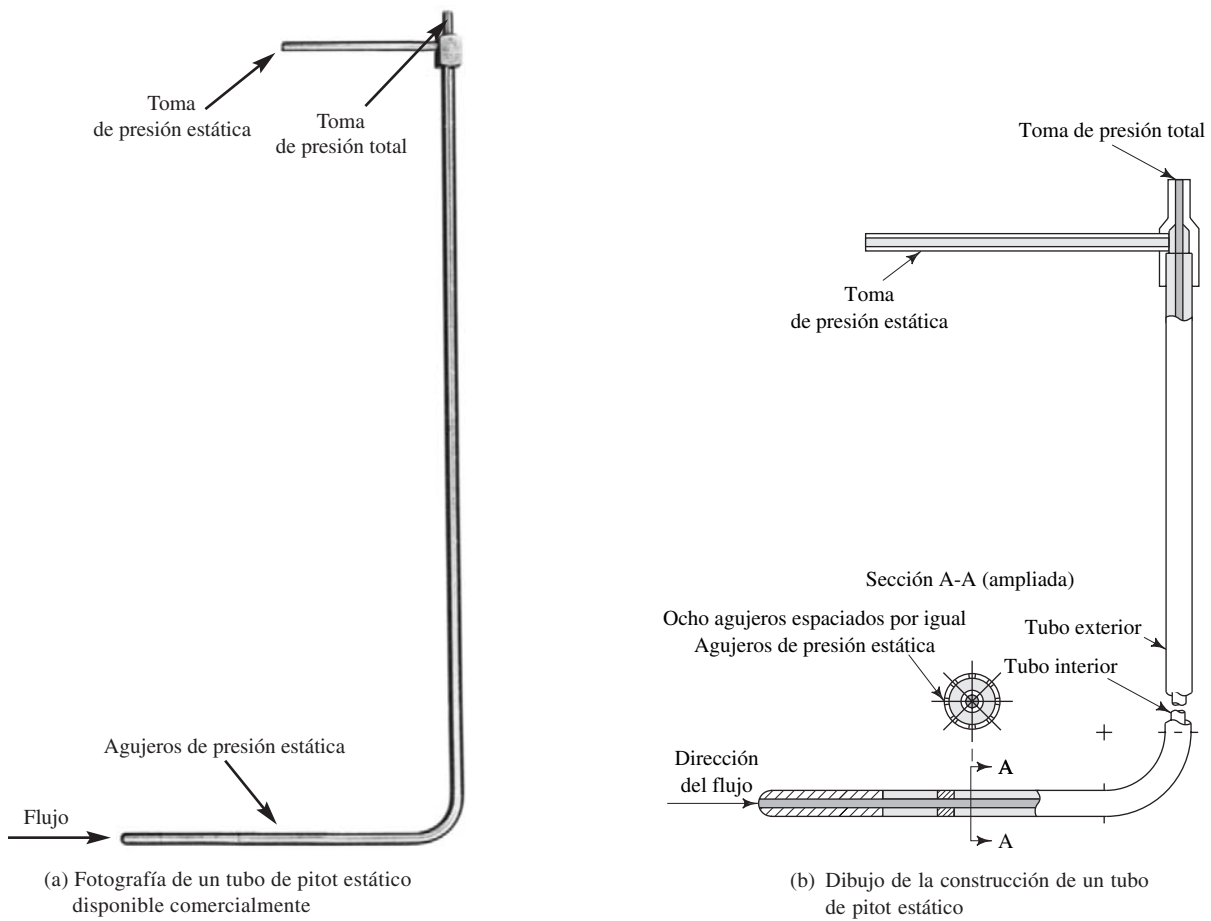 Toma
de presión estática
Toma
de presión total
Agujeros de presión estática
Flujo
(a) Fotografía de un tubo de pitot estático
disponible comercialmente
Toma de presión total
Toma
de presión estática
Sección A-A (ampliada)
Ocho agujeros espaciados por igual
Agujeros de presión estática
Tubo exterior
Tubo interior
Dirección
del flujo
A
A
(b) Dibujo de la construcción de un tubo
de pitot estático